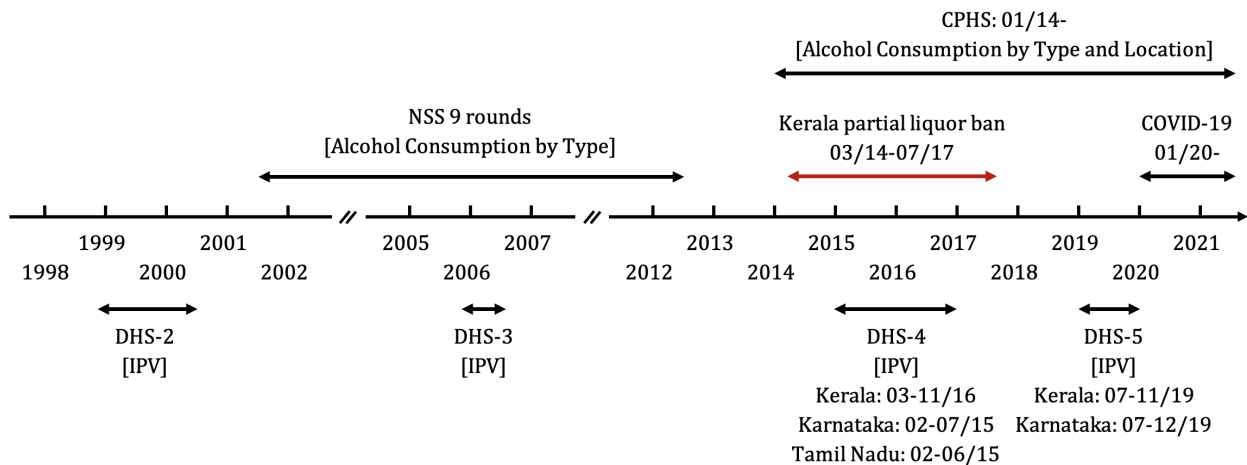 CPHS: 01/14-
[Alcohol Consumption by Type and Location]
NSS 9 rounds
[Alcohol Consumption by Type]
Kerala partial liquor ban
03/14-07/17
COVID-19
01/20-
1999 2001 2005 2007 2013 2015 2017 2019 2021
1998 2000 2002 2006 2012 2014 2016 2018 2020
DHS-2
[IPV]
DHS-3
[IPV]
DHS-4
[IPV]
Kerala: 03-11/16
Karnataka: 02-07/15
Tamil Nadu: 02-06/15
DHS-5
[IPV]
Kerala: 07-11/19
Karnataka: 07-12/19